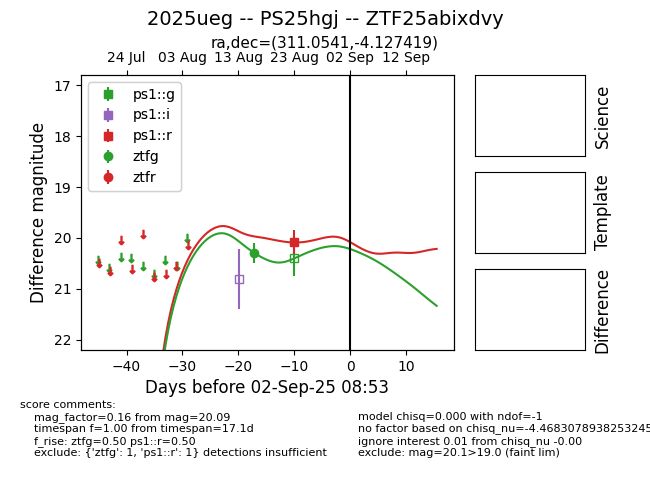 2025ueg -- PS25hgj -- ZTF25abixdvy
ra,dec=(311.0541,-4.127419)
24 Jul 03 Aug 13 Aug 23 Aug 02 Sep 12 Sep
17
18
19
20
21
22
Difference magnitude
ps1::g
ps1::i
ps1::r
ztfg
ztfr
−40 −30 −20 −10 0 10
Days before 02-Sep-25 08:53
Science
Template
Difference
score comments:
mag_factor=0.16 from mag=20.09
timespan f=1.00 from timespan=17.1d
f_rise: ztfg=0.50 ps1::r=0.50
exclude: {'ztfg': 1, 'ps1::r': 1} detections insufficient
model chisq=0.000 with ndof=-1
no factor based on chisq_nu=-4.4683078938253245
ignore interest 0.01 from chisq_nu -0.00
exclude: mag=20.1>19.0 (faint lim)